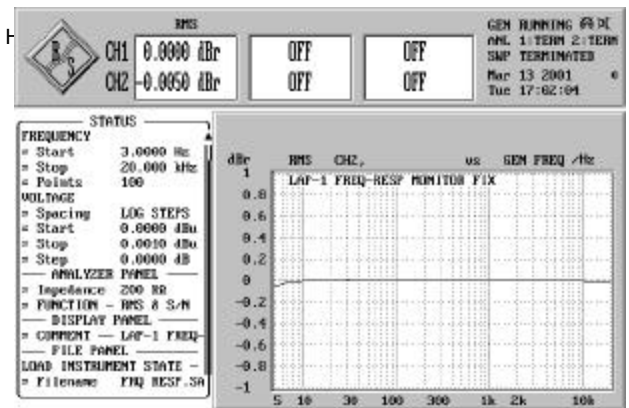 H
RMS
R S
CH1 0.0000 dBr OFF OFF
CH2 -0.0050 dBr OFF OFF
GEN RUNNING
ANL 1:TERM 2:TERM
SWP TERMINATED
Mar 13 2001
Tue 17:02:04
STATUS
FREQUENCY
Start 3.0000 Hz
Stop 20.000 kHz
Points 100
VOLTAGE
Spacing LOG STEPS
Start 0.0000 dBu
Stop 0.0010 dBu
Step 0.0000 dB
ANALYZER PANEL
Impedance 200 kΩ
FUNCTION - RMS & S/N
DISPLAY PANEL
COMMENT - LAP-1 FREQ-
FILE PANEL
LOAD INSTRUMENT STATE -
Filename FRQ RESP.SA
dBr RMS CH2, vs GEN FREQ /Hz
LAP-1 FREQ-RESP MONITOR FIX
1
0.8
0.6
0.4
0.2
0
-0.2
-0.4
-0.6
-0.8
-1
5 10 30 100 300 1k 2k 10k